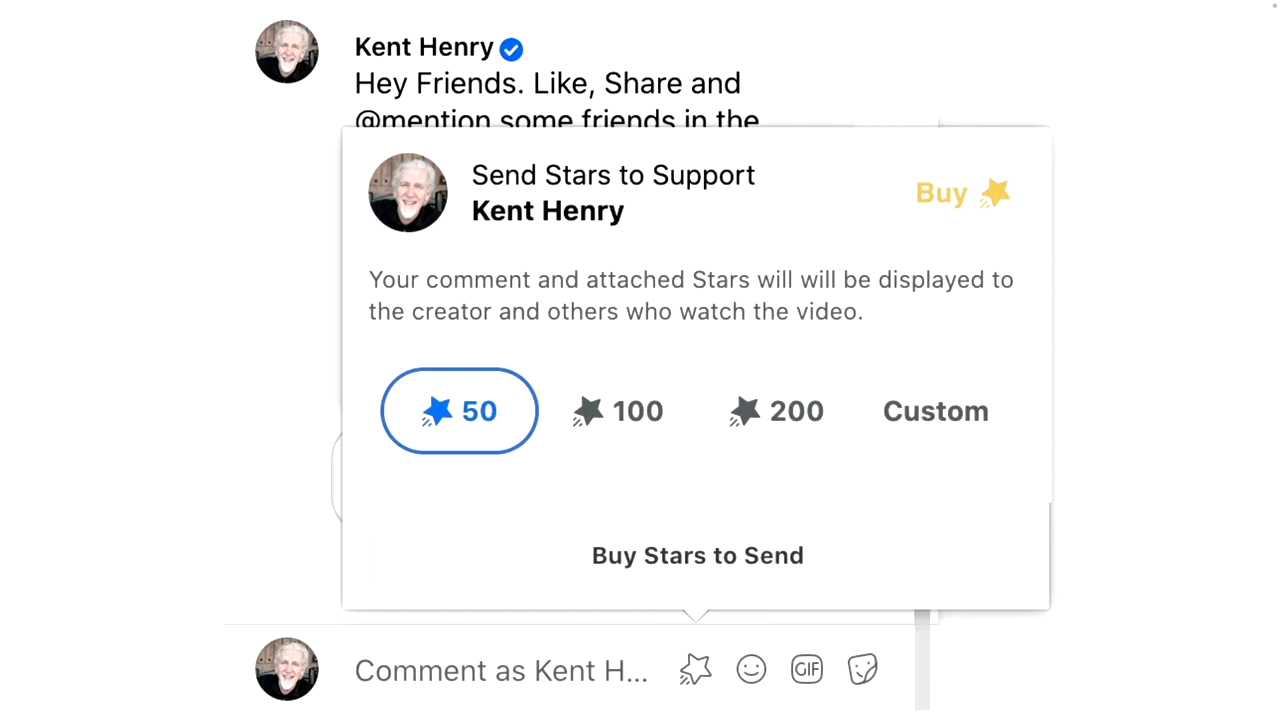 Kent Henry
Hey Friends. Like, Share and
@mention some friends in the
Send Stars to Support
Kent Henry
Buy
Your comment and attached Stars will will be displayed to
the creator and others who watch the video.
50 100 200 Custom
Buy Stars to Send
Comment as Kent H... GIF